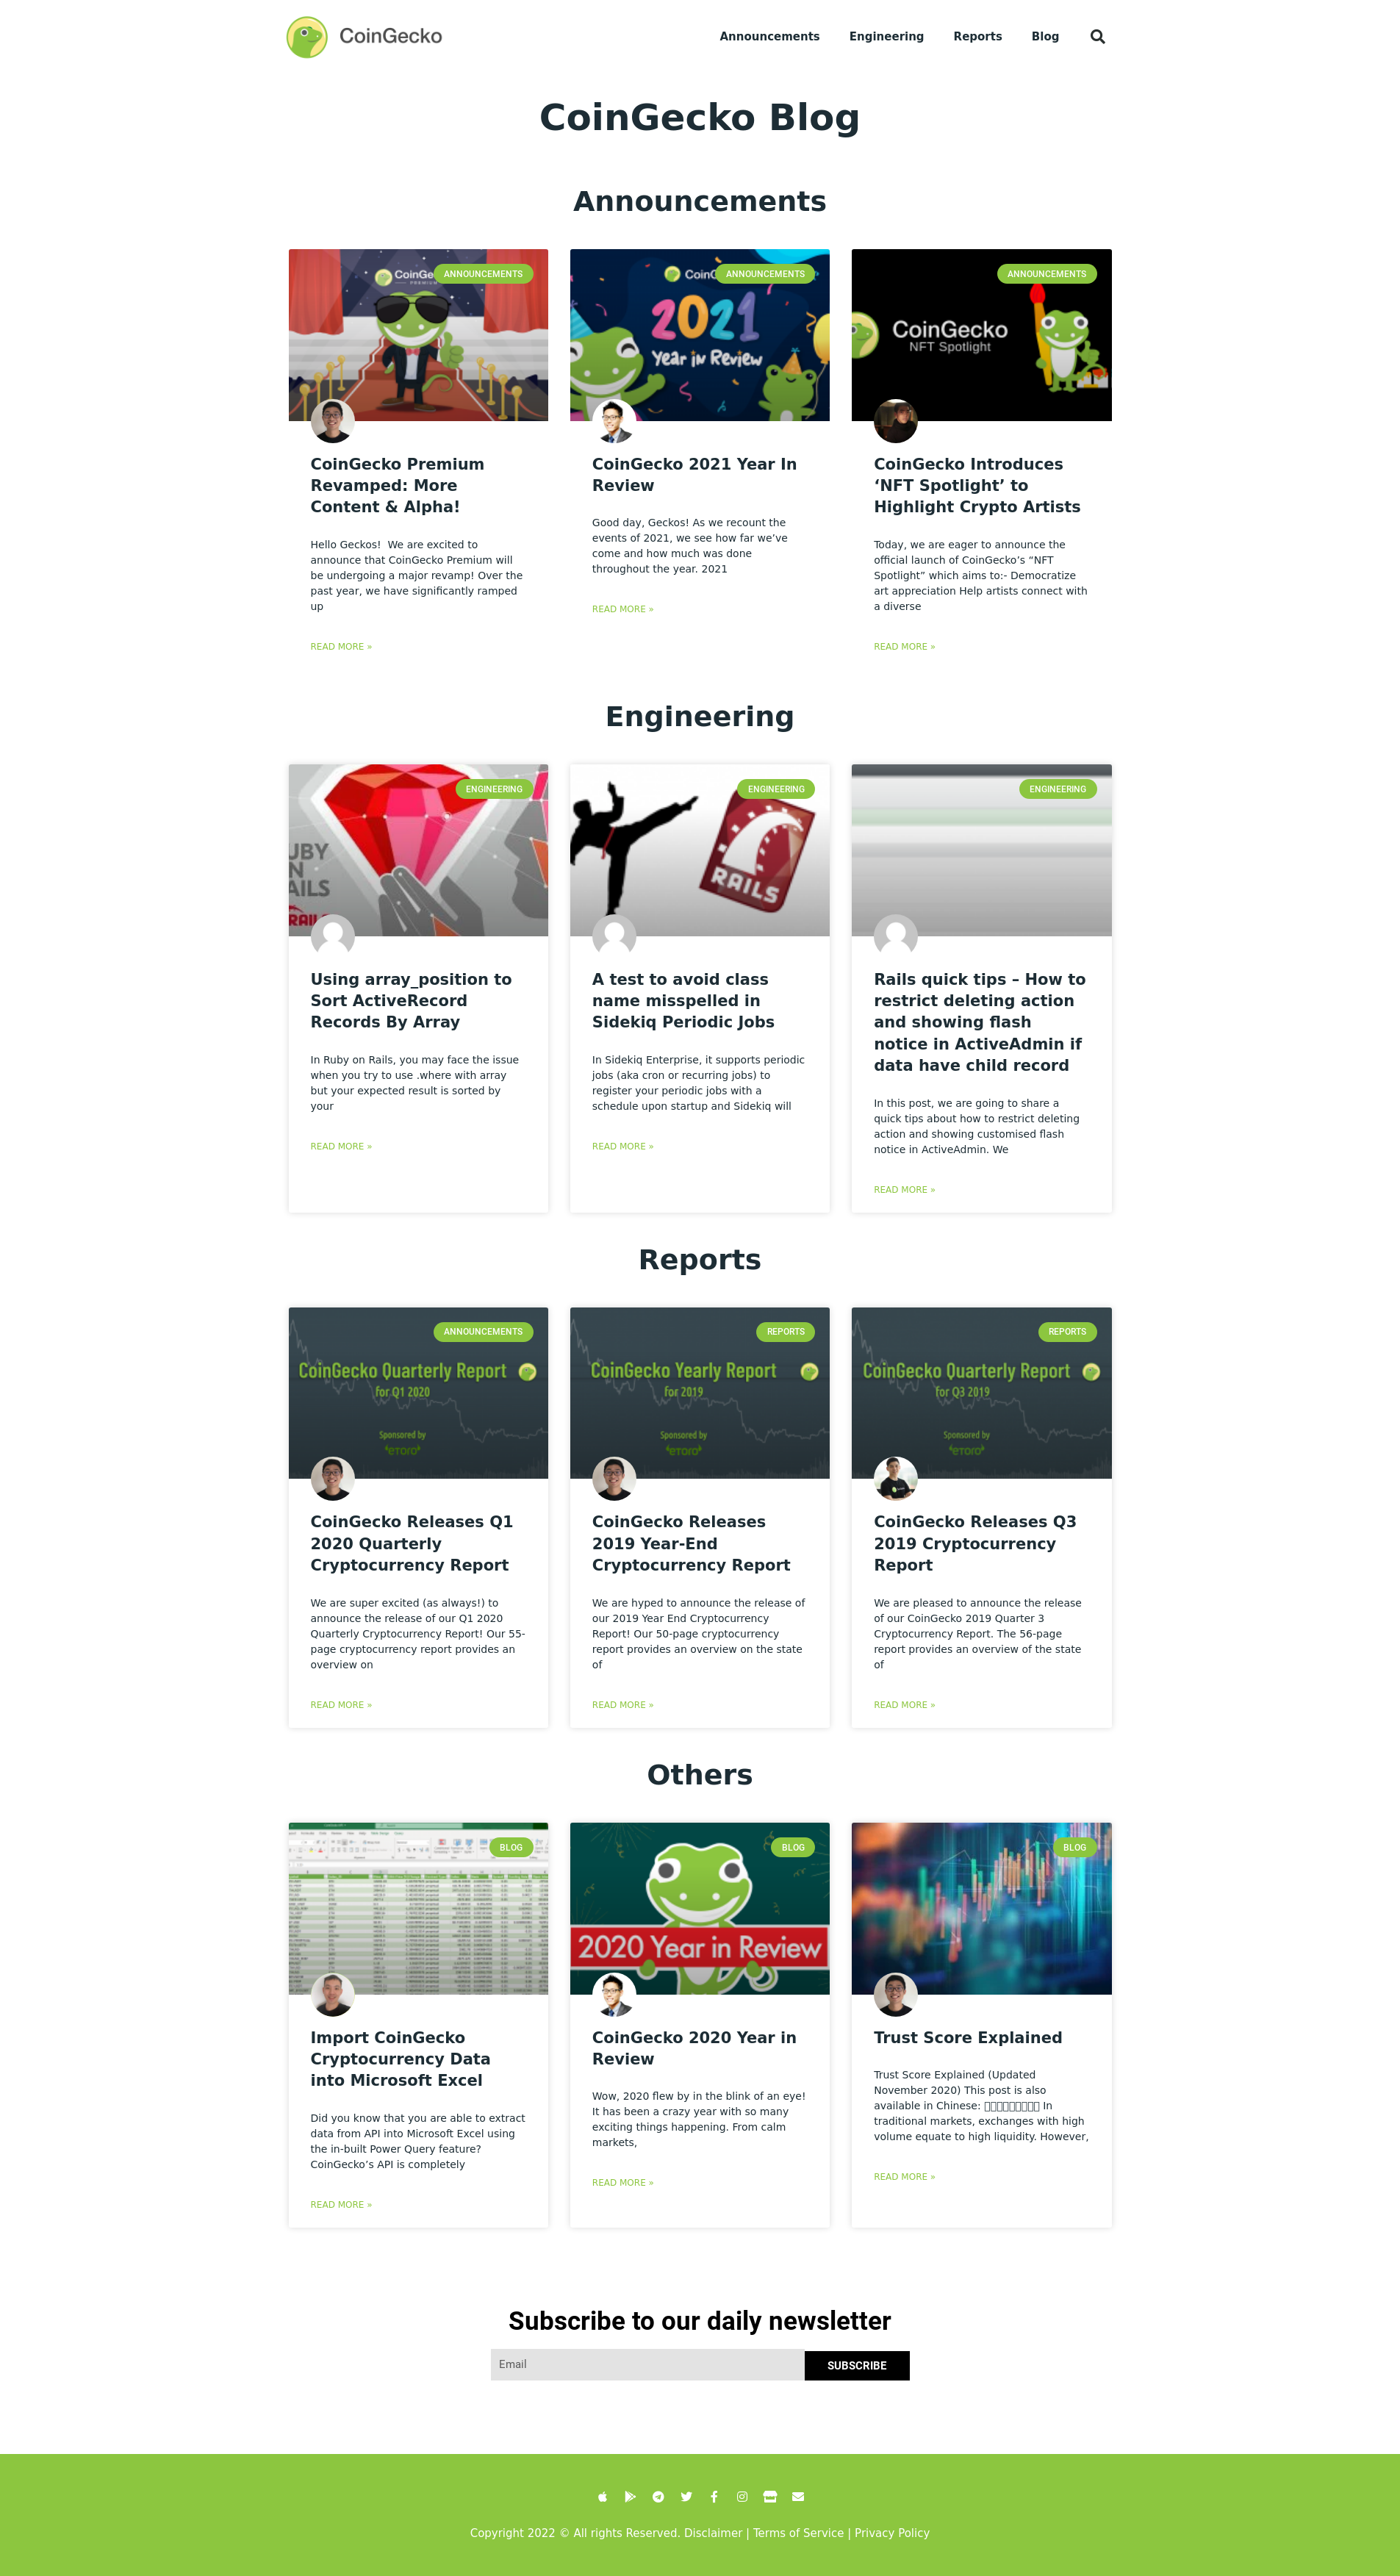 CoinGecko
Announcements Engineering Reports Blog
CoinGecko Blog
Announcements
ANNOUNCEMENTS
CoinGecko Premium
Revamped: More
Content & Alpha!
Hello Geckos!  We are excited to
announce that CoinGecko Premium will
be undergoing a major revamp! Over the
past year, we have significantly ramped
up
READ MORE »
ANNOUNCEMENTS
2021
Year in Review
CoinGecko 2021 Year In
Review
Good day, Geckos! As we recount the
events of 2021, we see how far we’ve
come and how much was done
throughout the year. 2021
READ MORE »
ANNOUNCEMENTS
CoinGecko
NFT Spotlight
CoinGecko Introduces
‘NFT Spotlight’ to
Highlight Crypto Artists
Today, we are eager to announce the
official launch of CoinGecko’s “NFT
Spotlight” which aims to:- Democratize
art appreciation Help artists connect with
a diverse
READ MORE »
Engineering
ENGINEERING
Using array_position to
Sort ActiveRecord
Records By Array
In Ruby on Rails, you may face the issue
when you try to use .where with array
but your expected result is sorted by
your
READ MORE »
ENGINEERING
RAILS
A test to avoid class
name misspelled in
Sidekiq Periodic Jobs
In Sidekiq Enterprise, it supports periodic
jobs (aka cron or recurring jobs) to
register your periodic jobs with a
schedule upon startup and Sidekiq will
READ MORE »
ENGINEERING
Rails quick tips – How to
restrict deleting action
and showing flash
notice in ActiveAdmin if
data have child record
In this post, we are going to share a
quick tips about how to restrict deleting
action and showing customised flash
notice in ActiveAdmin. We
READ MORE »
Reports
ANNOUNCEMENTS
CoinGecko Quarterly Report
for Q1 2020
Sponsored by
eToro
CoinGecko Releases Q1
2020 Quarterly
Cryptocurrency Report
We are super excited (as always!) to
announce the release of our Q1 2020
Quarterly Cryptocurrency Report! Our 55-
page cryptocurrency report provides an
overview on
READ MORE »
REPORTS
CoinGecko Yearly Report
for 2019
Sponsored by
eToro
CoinGecko Releases
2019 Year-End
Cryptocurrency Report
We are hyped to announce the release of
our 2019 Year End Cryptocurrency
Report! Our 50-page cryptocurrency
report provides an overview on the state
of
READ MORE »
REPORTS
CoinGecko Quarterly Report
for Q3 2019
Sponsored by
eToro
CoinGecko Releases Q3
2019 Cryptocurrency
Report
We are pleased to announce the release
of our CoinGecko 2019 Quarter 3
Cryptocurrency Report. The 56-page
report provides an overview of the state
of
READ MORE »
Others
BLOG
Import CoinGecko
Cryptocurrency Data
into Microsoft Excel
Did you know that you are able to extract
data from API into Microsoft Excel using
the in-built Power Query feature?
CoinGecko’s API is completely
READ MORE »
BLOG
2020 Year in Review
CoinGecko 2020 Year in
Review
Wow, 2020 flew by in the blink of an eye!
It has been a crazy year with so many
exciting things happening. From calm
markets,
READ MORE »
BLOG
Trust Score Explained
Trust Score Explained (Updated
November 2020) This post is also
available in Chinese: In
traditional markets, exchanges with high
volume equate to high liquidity. However,
READ MORE »
Subscribe to our daily newsletter
Email
SUBSCRIBE
Copyright 2022 © All rights Reserved. Disclaimer | Terms of Service | Privacy Policy